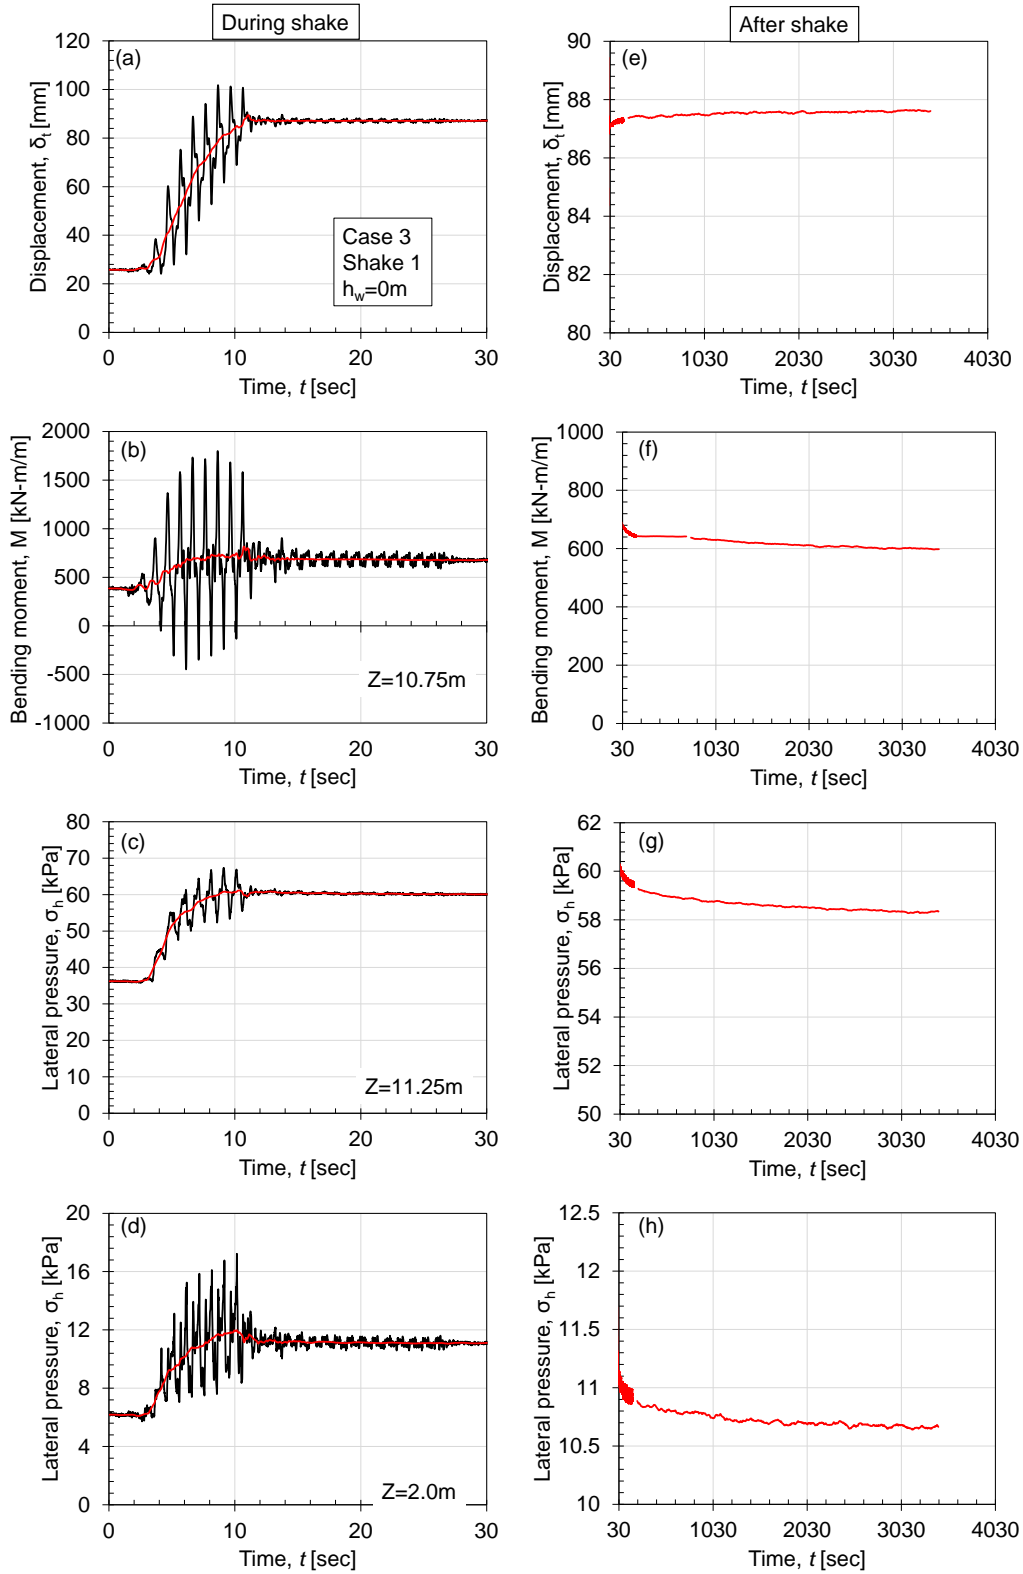 During shake
After shake
(a)
120
100
80
60
40
20
0
Displacement, δt [mm]
Case 3
Shake 1
hw=0m
0 10 20 30
Time, t [sec]
(e)
90
88
86
84
82
80
Displacement, δt [mm]
30 1030 2030 3030 4030
Time, t [sec]
(b)
2000
1500
1000
500
0
-500
-1000
Bending moment, M [kN-m/m]
Z=10.75m
0 10 20 30
Time, t [sec]
(f)
1000
800
600
400
200
0
Bending moment, M [kN-m/m]
30 1030 2030 3030 4030
Time, t [sec]
(c)
80
70
60
50
40
30
20
10
0
Lateral pressure, σh [kPa]
Z=11.25m
0 10 20 30
Time, t [sec]
(g)
62
60
58
56
54
52
50
Lateral pressure, σh [kPa]
30 1030 2030 3030 4030
Time, t [sec]
(d)
20
16
12
8
4
0
Lateral pressure, σh [kPa]
Z=2.0m
0 10 20 30
Time, t [sec]
(h)
12.5
12
11.5
11
10.5
10
Lateral pressure, σh [kPa]
30 1030 2030 3030 4030
Time, t [sec]